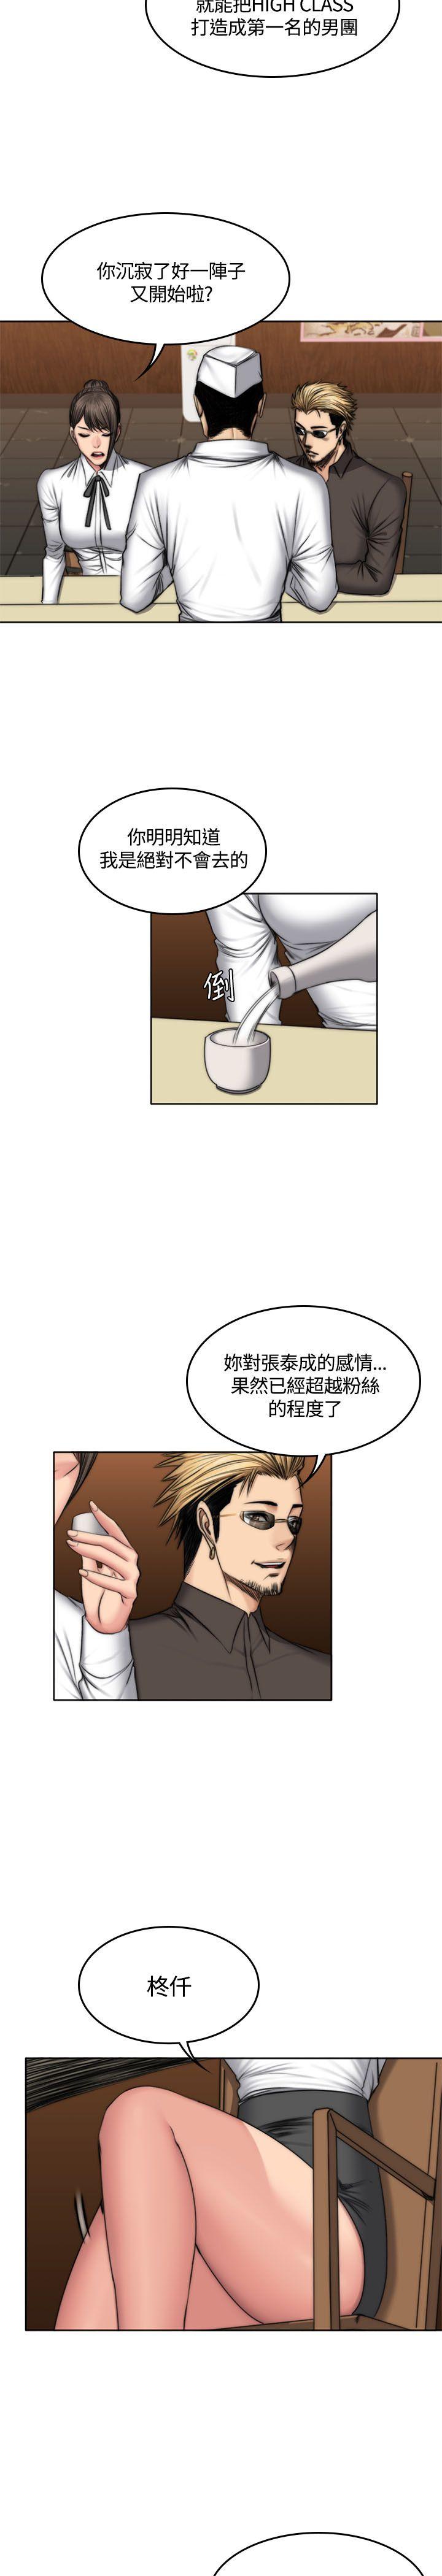 就能把HIGH CLASS
打造成第一名的男團
你沉寂了好一陣子
又開始啦?
你明明知道
我是絕對不會去的
倒
妳對張泰成的感情...
果然已經超越粉絲
的程度了
柊仟